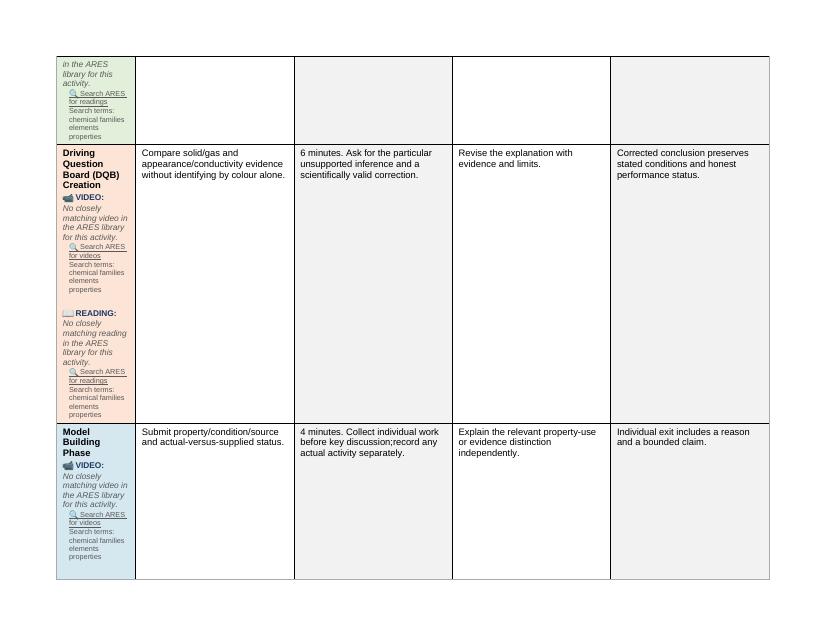 in the ARES
library for this
activity.
🔍 Search ARES
for readings
Search terms:
chemical families
elements
properties
Driving
Question
Board (DQB)
Creation
📹 VIDEO:
No closely
matching video in
the ARES library
for this activity.
🔍 Search ARES
for videos
Search terms:
chemical families
elements
properties
📖 READING:
No closely
matching reading
in the ARES
library for this
activity.
🔍 Search ARES
for readings
Search terms:
chemical families
elements
properties
Compare solid/gas and
appearance/conductivity evidence
without identifying by colour alone.
6 minutes. Ask for the particular
unsupported inference and a
scientifically valid correction.
Revise the explanation with
evidence and limits.
Corrected conclusion preserves
stated conditions and honest
performance status.
Model
Building
Phase
📹 VIDEO:
No closely
matching video in
the ARES library
for this activity.
🔍 Search ARES
for videos
Search terms:
chemical families
elements
properties
Submit property/condition/source
and actual-versus-supplied status.
4 minutes. Collect individual work
before key discussion;record any
actual activity separately.
Explain the relevant property-use
or evidence distinction
independently.
Individual exit includes a reason
and a bounded claim.